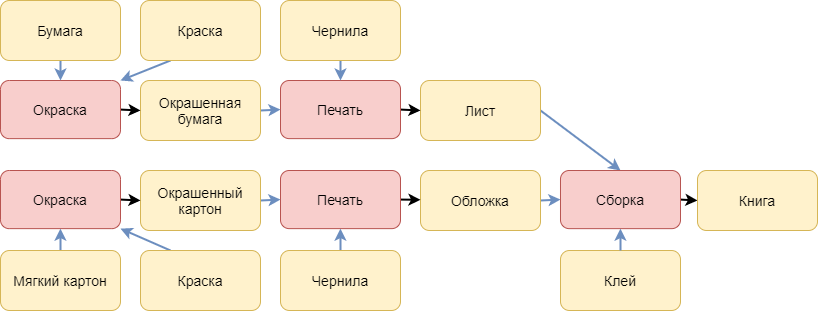 Бумага
Краска
Чернила
Окраска
Окрашенная
бумага
Печать
Лист
Окраска
Окрашенный
картон
Печать
Обложка
Сборка
Книга
Мягкий картон
Краска
Чернила
Клей